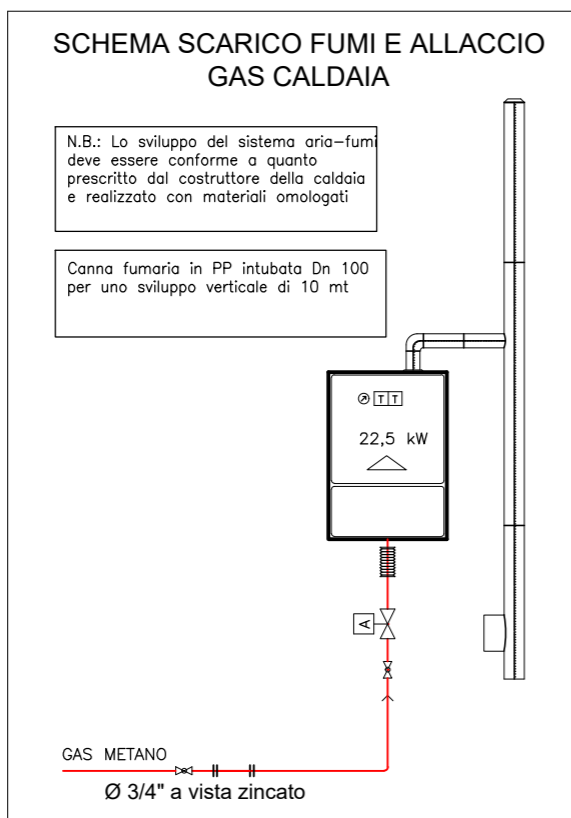 SCHEMA SCARICO FUMI E ALLACCIO
GAS CALDAIA
N.B.: Lo sviluppo del sistema aria-fumi
deve essere conforme a quanto
prescritto dal costruttore della caldaia
e realizzato con materiali omologati
Canna fumaria in PP intubata Dn 100
per uno sviluppo verticale di 10 mt
T T
22,5 kW
A
GAS METANO
Ø 3/4" a vista zincato